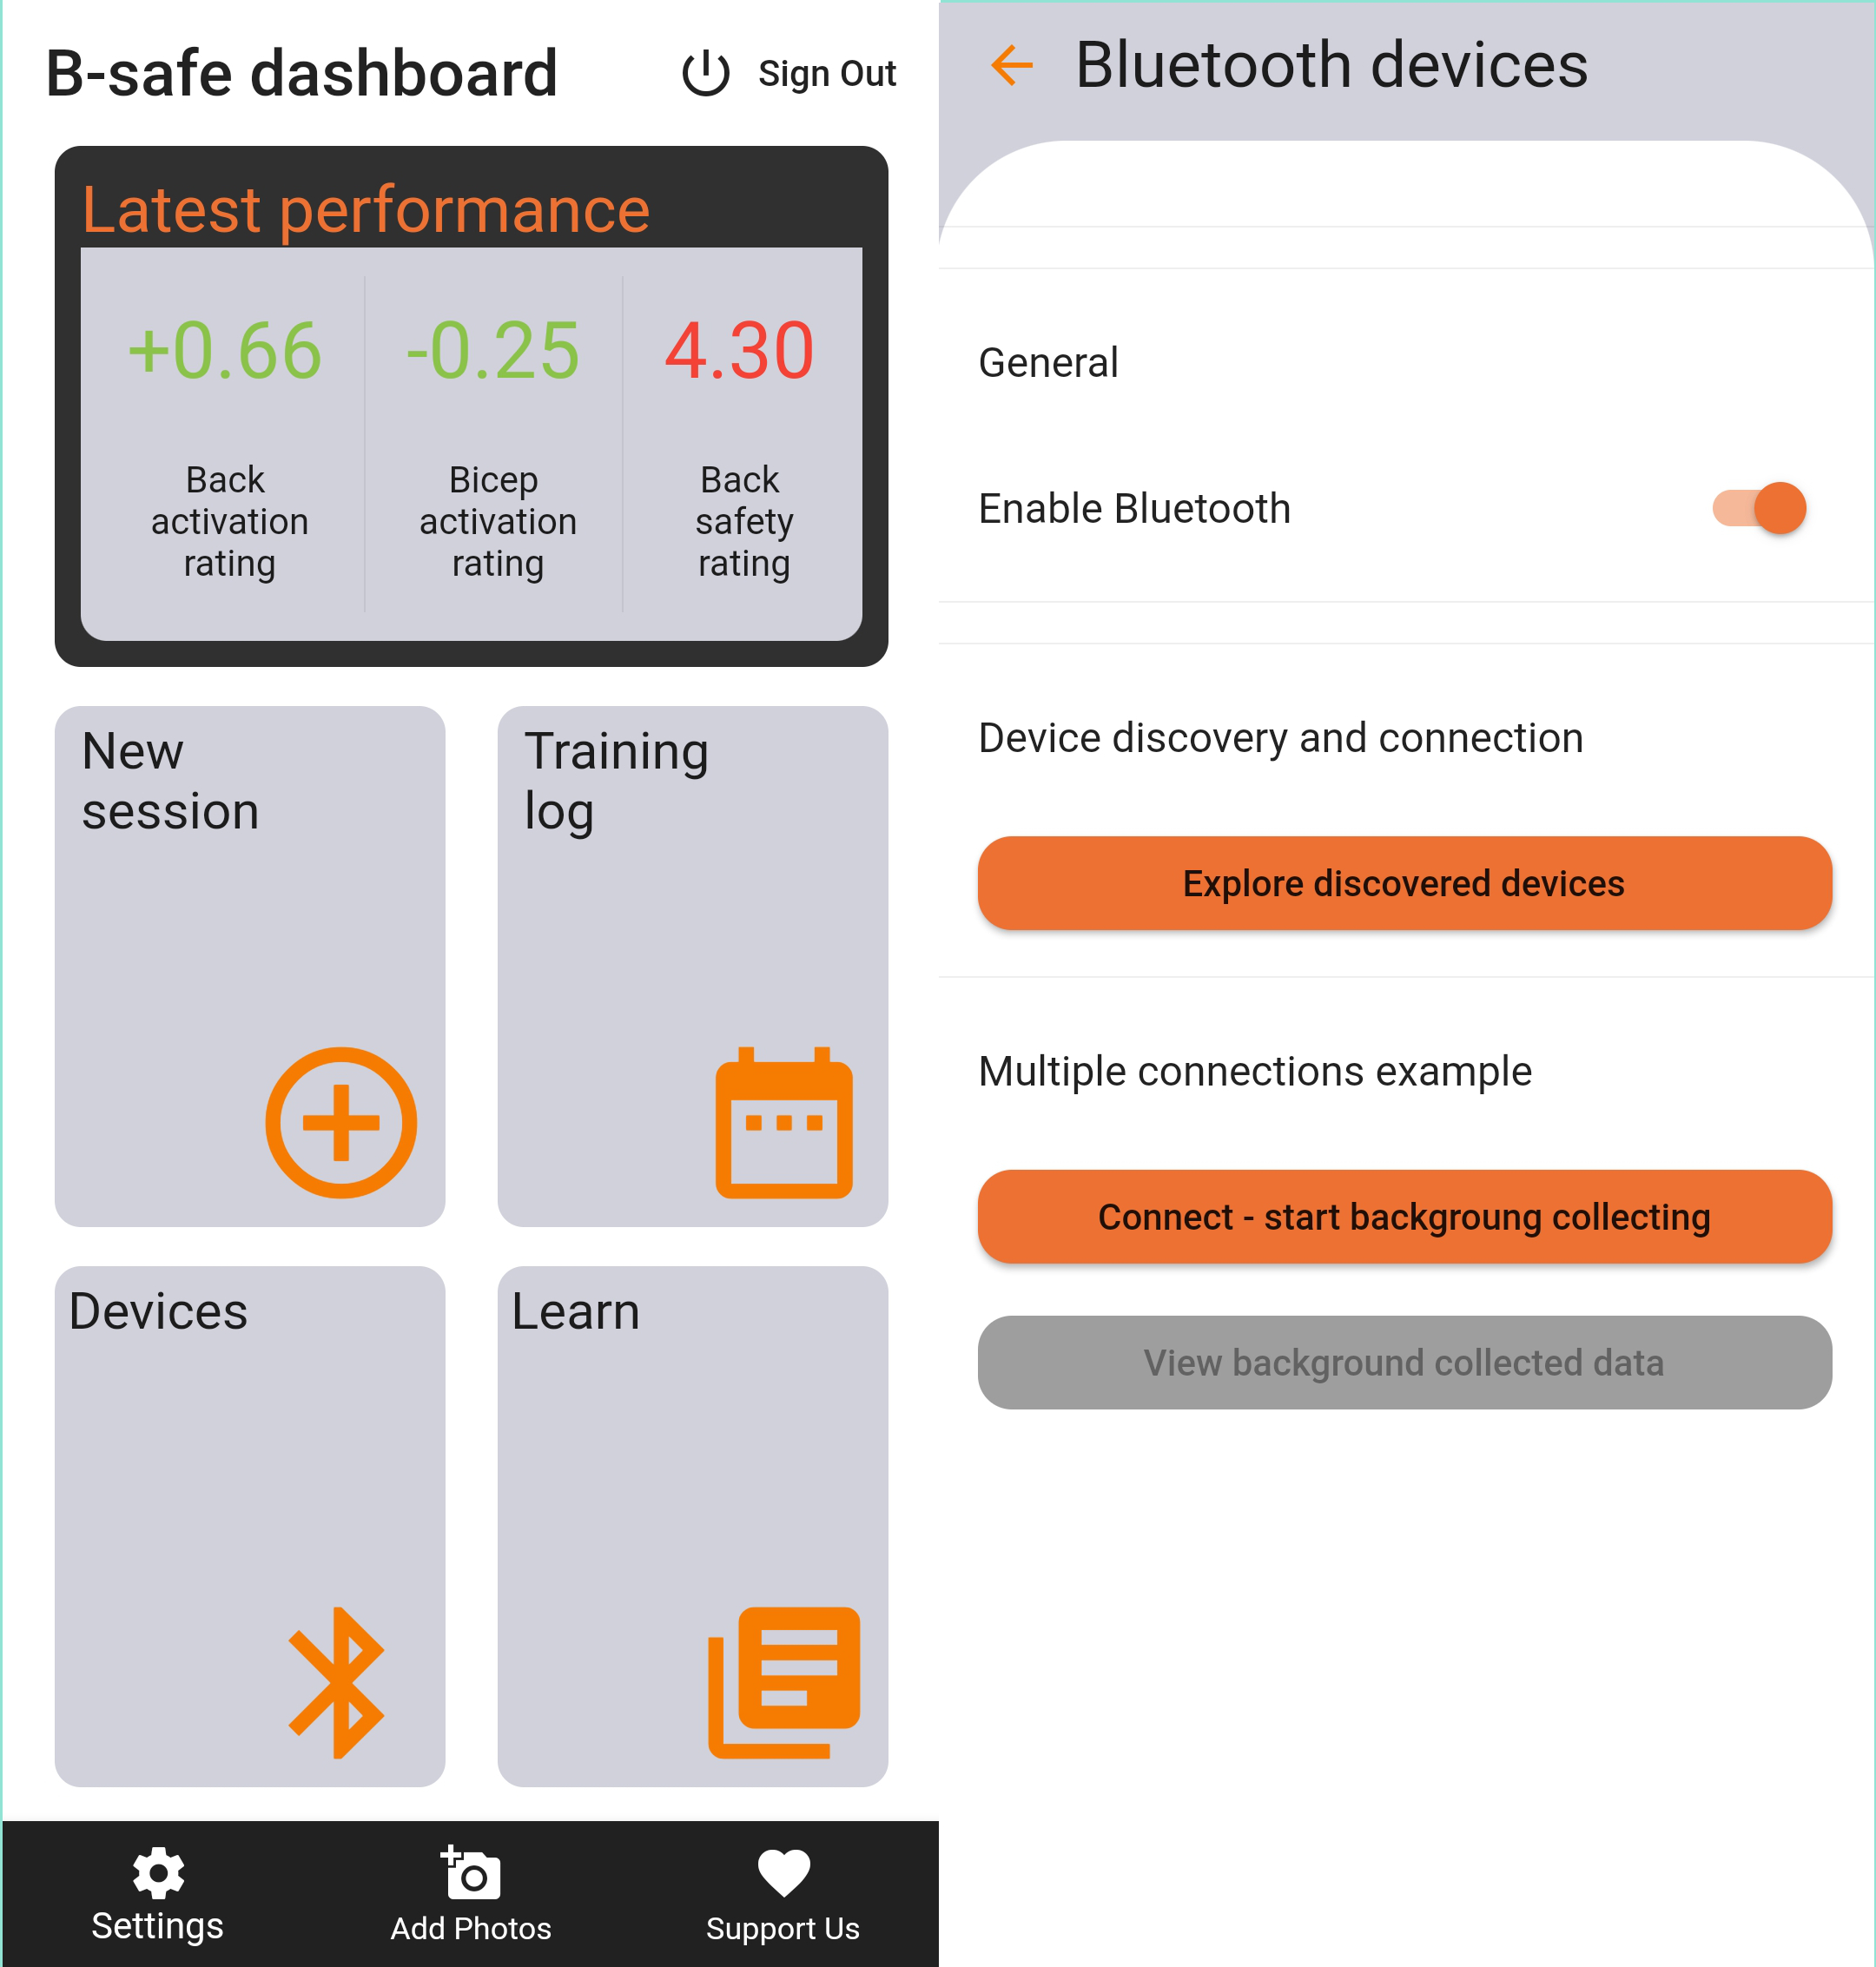 B-safe dashboard
Sign Out
Latest performance
+0.66
-0.25
4.30
Back
activation
rating
Bicep
activation
rating
Back
safety
rating
New
session
Training
log
Devices
Learn
Settings
Add Photos
Support Us
Bluetooth devices
General
Enable Bluetooth
Device discovery and connection
Explore discovered devices
Multiple connections example
Connect - start backgroung collecting
View background collected data